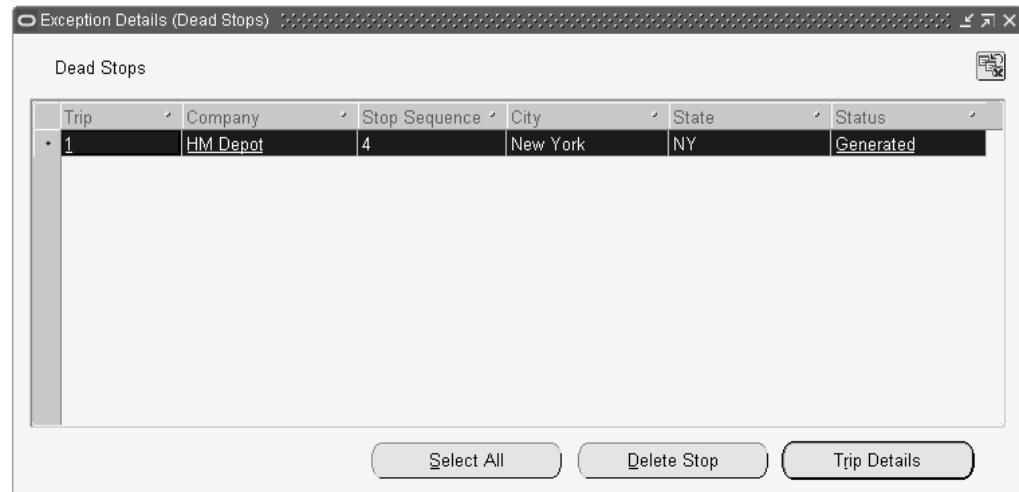 Exception Details (Dead Stops)
Dead Stops
Trip Company Stop Sequence City State Status
1 HM Depot 4 New York NY Generated
Select All Delete Stop Trip Details